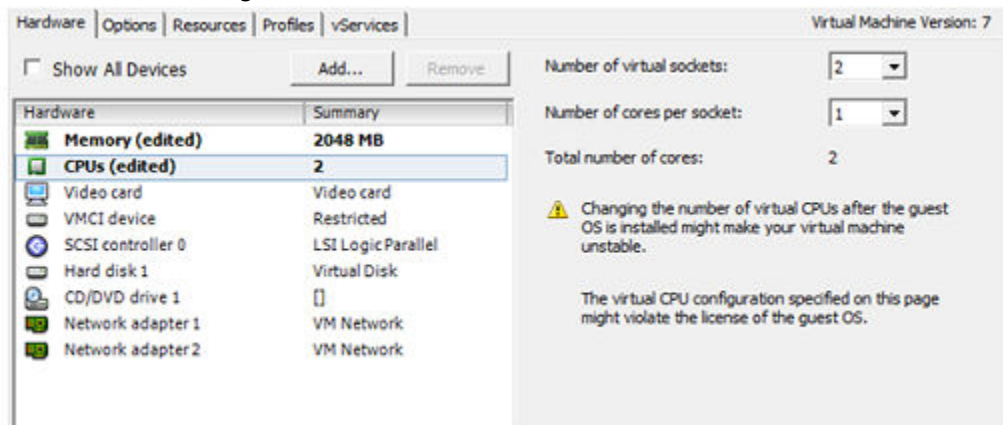 Hardware Options Resources Profiles vServices Virtual Machine Version: 7
Show All Devices Add... Remove
Number of virtual sockets: 2
Hardware Summary
Number of cores per socket: 1
Memory (edited) 2048 MB
CPUs (edited) 2
Total number of cores: 2
Video card Video card
VMCI device Restricted
SCSI controller 0 LSI Logic Parallel
Hard disk 1 Virtual Disk
CD/DVD drive 1 []
Network adapter 1 VM Network
Network adapter 2 VM Network
Changing the number of virtual CPUs after the guest
OS is installed might make your virtual machine
unstable.
The virtual CPU configuration specified on this page
might violate the license of the guest OS.